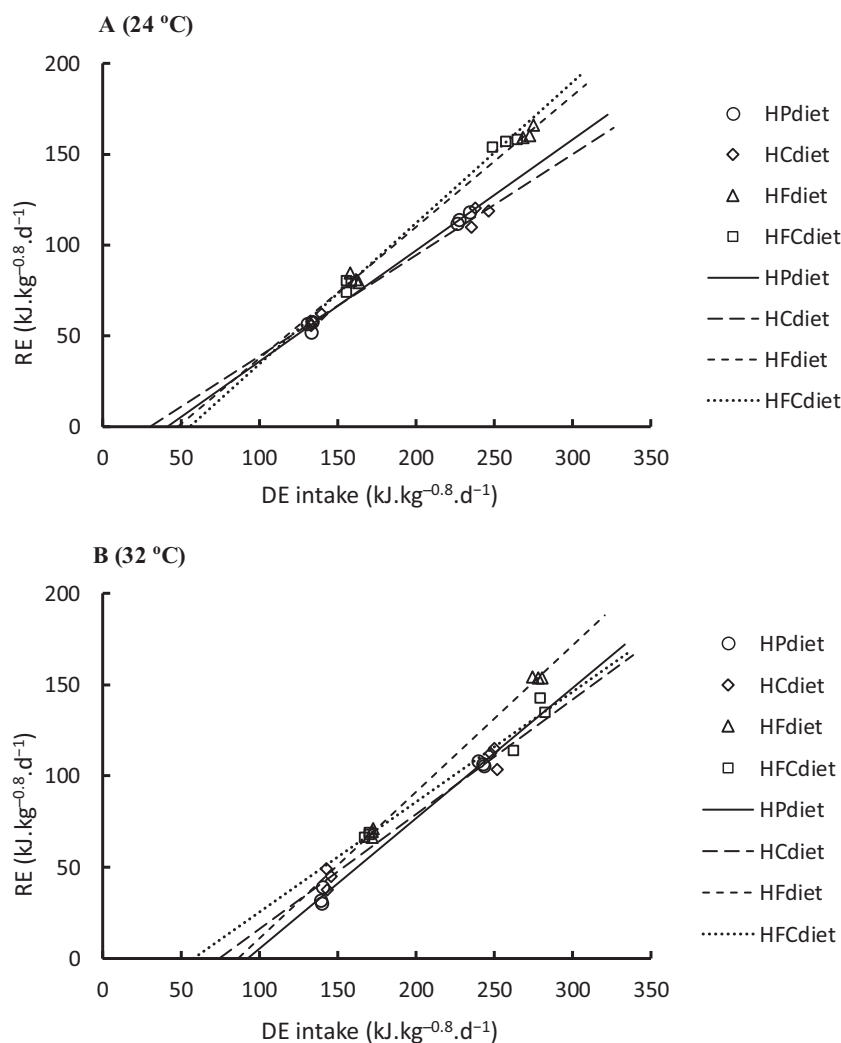 A (24 °C)
RE (kJ.kg⁻⁰·⁸.d⁻¹)
200
150
100
50
0
0 50 100 150 200 250 300 350
DE intake (kJ.kg⁻⁰·⁸.d⁻¹)
HPdiet
HCdiet
HFdiet
HFCdiet
HPdiet
HCdiet
HFdiet
HFCdiet
B (32 °C)
RE (kJ.kg⁻⁰·⁸.d⁻¹)
200
150
100
50
0
0 50 100 150 200 250 300 350
DE intake (kJ.kg⁻⁰·⁸.d⁻¹)
HPdiet
HCdiet
HFdiet
HFCdiet
HPdiet
HCdiet
HFdiet
HFCdiet